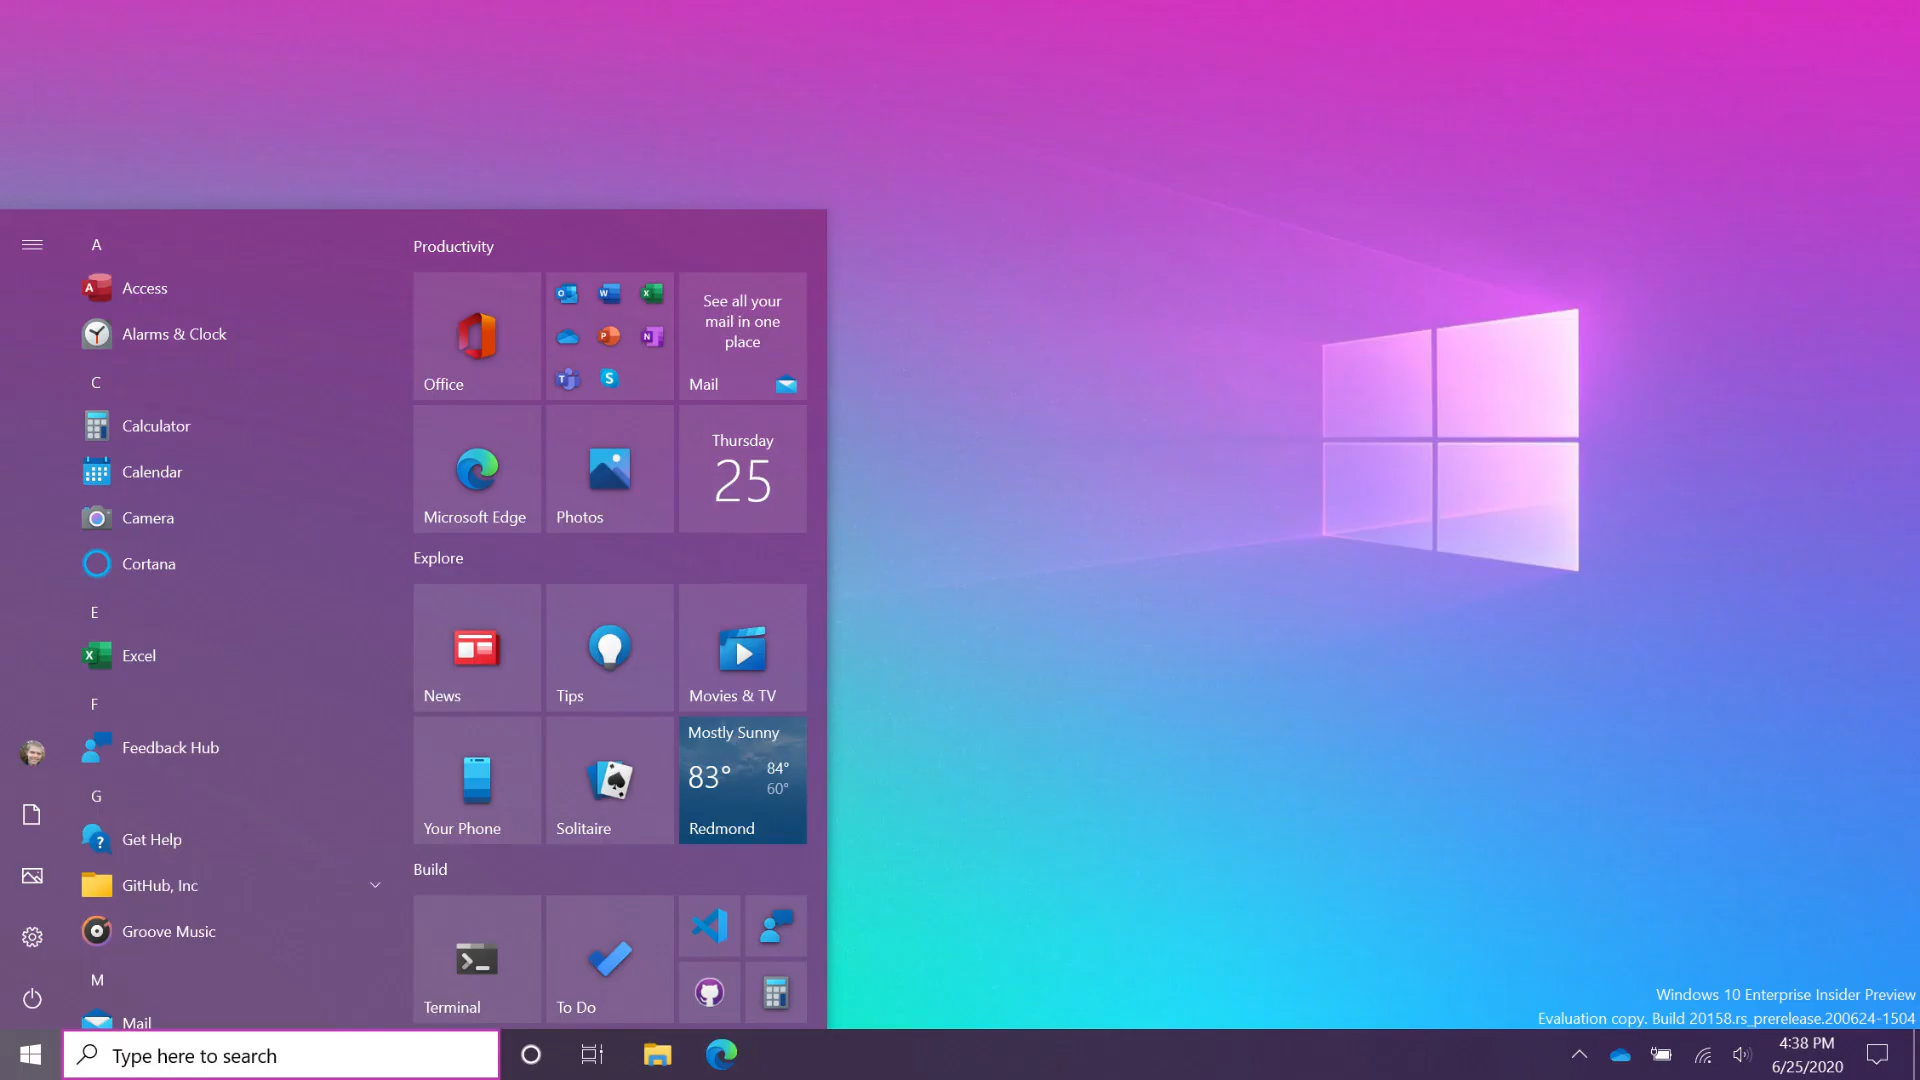 A
Access
Alarms & Clock
C
Calculator
Calendar
Camera
Cortana
E
Excel
F
Feedback Hub
G
Get Help
GitHub, Inc
Groove Music
M
Mail
Productivity
Office
See all your
mail in one
place
Mail
Microsoft Edge
Photos
Thursday
25
Explore
News
Tips
Movies & TV
Your Phone
Solitaire
Mostly Sunny
83°
84°
60°
Redmond
Build
Terminal
To Do
Windows 10 Enterprise Insider Preview
Evaluation copy. Build 20158.rs_prerelease.200624-1504
Type here to search
4:38 PM
6/25/2020